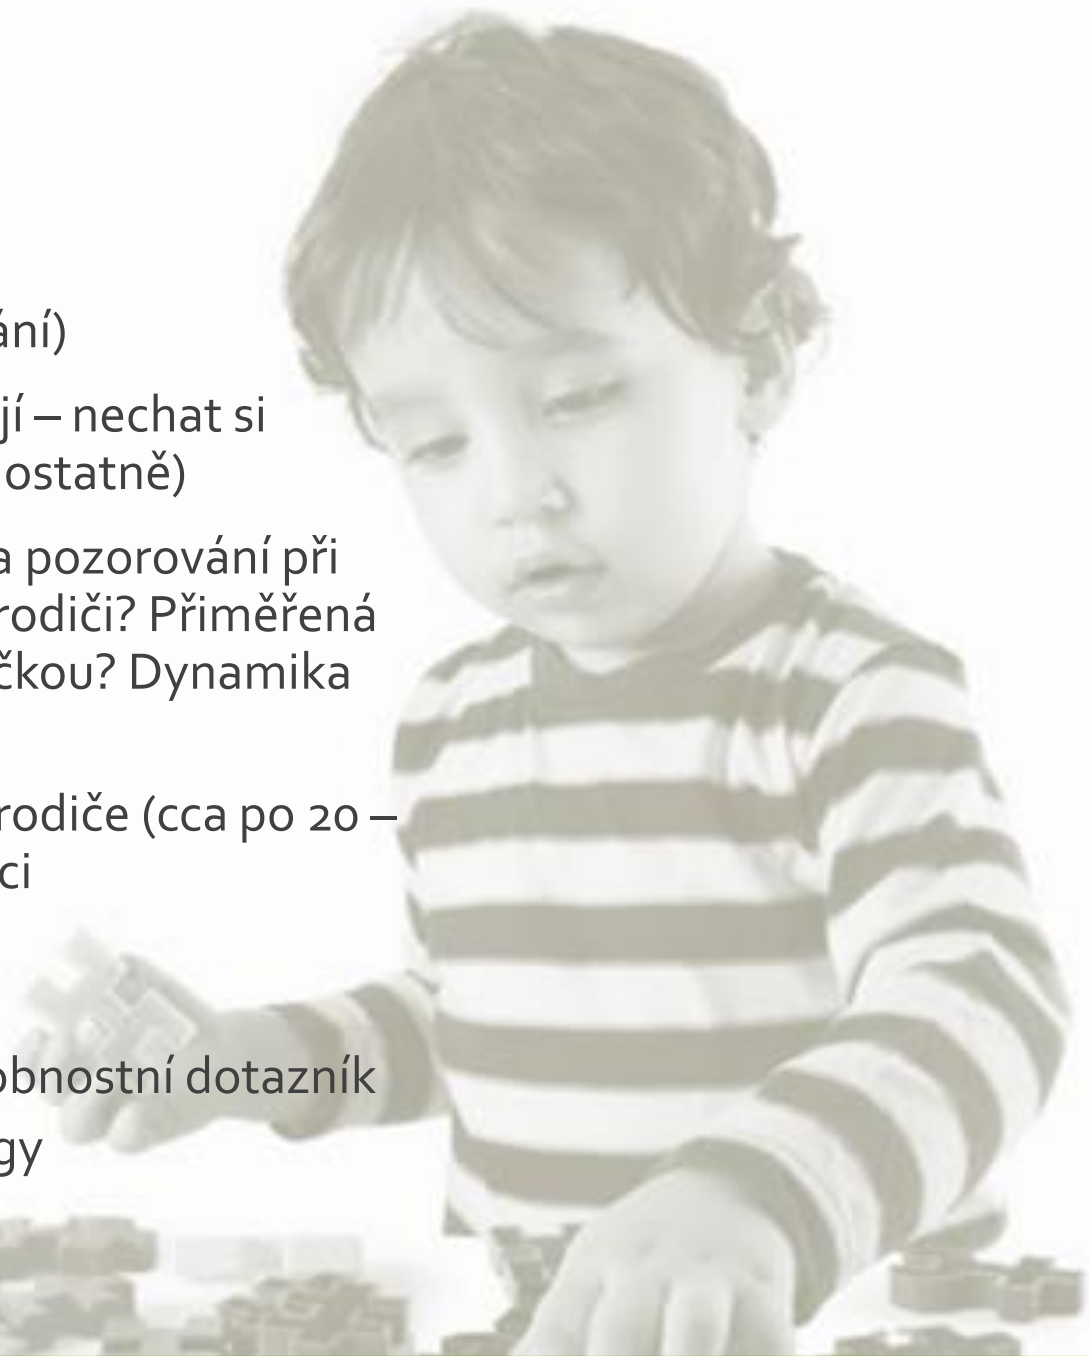 ání)
jí – nechat si
ostatně)
a pozorování při
rodiči? Přiměřená
čkou? Dynamika
rodiče (cca po 20 –
ci
obnostní dotazník
gy